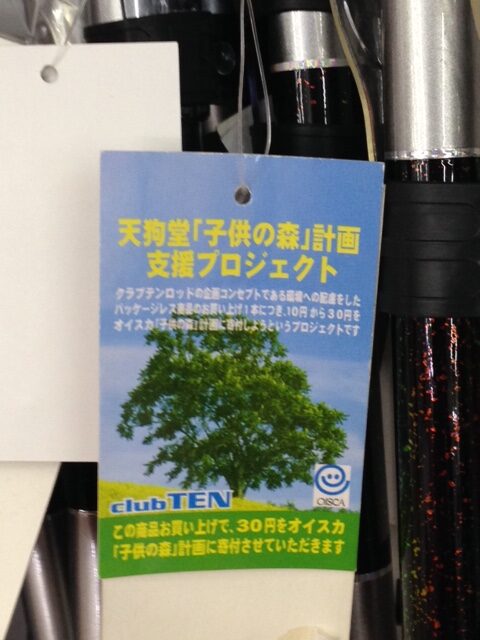 天狗堂「子供の森」計画
支援プロジェクト
クラブテンロッドの企画コンセプトである環境への配慮をした
パッケージレス商品のお買い上げ1本につき、10円から30円を
オイスカ「子供の森」計画に寄付しようというプロジェクトです
clubTEN
OISCA
この商品お買い上げで、30円をオイスカ
「子供の森」計画に寄付させていただきます